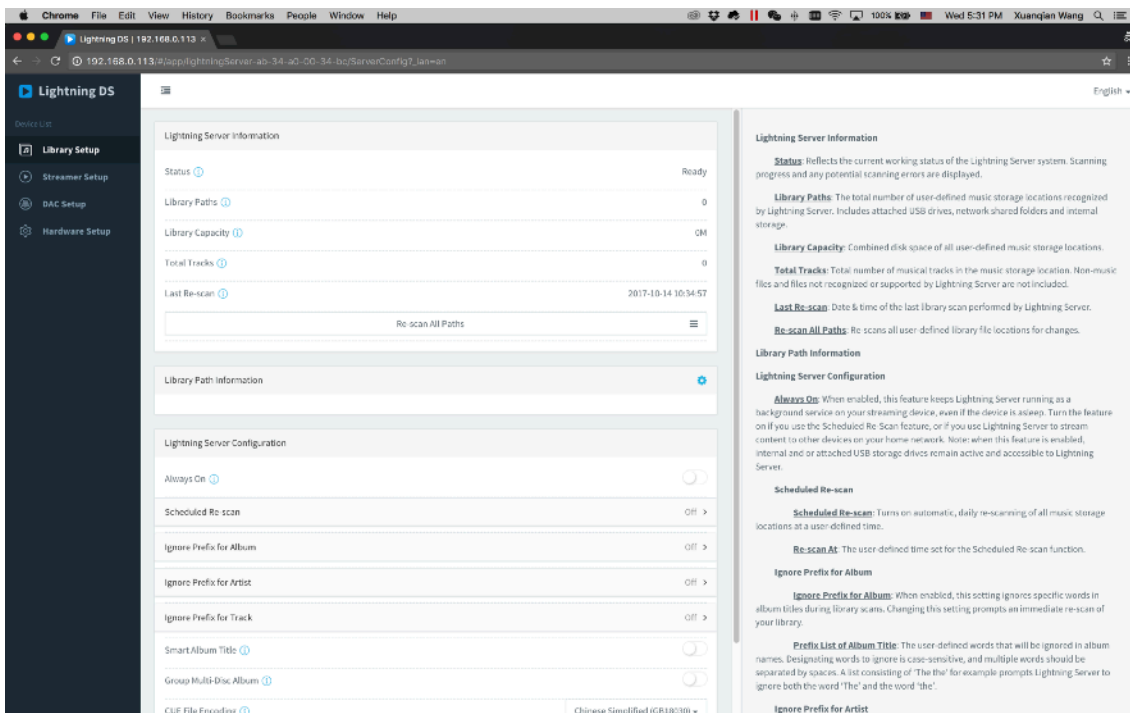 Chrome File Edit View History Bookmarks People Window Help 100% Wed 5:31 PM Xuanqian Wang
Lightning DS | 192.168.0.113 ×
192.168.0.113/#/app/lightningServer-ab-34-a0-00-34-bc/ServerConfig?_lan=en
Lightning DS
English
Device List
Library Setup
Streamer Setup
DAC Setup
Hardware Setup
Lightning Server Information
Status Ready
Library Paths 0
Library Capacity 0M
Total Tracks 0
Last Re-scan 2017-10-14 10:34:57
Re-scan All Paths
Library Path Information
Lightning Server Configuration
Always On
Scheduled Re-scan Off >
Ignore Prefix for Album Off >
Ignore Prefix for Artist Off >
Ignore Prefix for Track Off >
Smart Album Title
Group Multi-Disc Album
CUE File Encoding Chinese Simplified (GB18030)
Lightning Server Information
Status: Reflects the current working status of the Lightning Server system. Scanning
progress and any potential scanning errors are displayed.
Library Paths: The total number of user-defined music storage locations recognized
by Lightning Server. Includes attached USB drives, network shared folders and internal
storage.
Library Capacity: Combined disk space of all user-defined music storage locations.
Total Tracks: Total number of musical tracks in the music storage location. Non-music
files and files not recognized or supported by Lightning Server are not included.
Last Re-scan: Date & time of the last library scan performed by Lightning Server.
Re-scan All Paths: Re-scans all user-defined library file locations for changes.
Library Path Information
Lightning Server Configuration
Always On: When enabled, this feature keeps Lightning Server running as a
background service on your streaming device, even if the device is asleep. Turn the feature
on if you use the Scheduled Re-Scan feature, or if you use Lightning Server to stream
content to other devices on your home network. Note: when this feature is enabled,
internal and or attached USB storage drives remain active and accessible to Lightning
Server.
Scheduled Re-scan
Scheduled Re-scan: Turns on automatic, daily re-scanning of all music storage
locations at a user-defined time.
Re-scan At: The user-defined time set for the Scheduled Re-scan function.
Ignore Prefix for Album
Ignore Prefix for Album: When enabled, this setting ignores specific words in
album titles during library scans. Changing this setting prompts an immediate re-scan of
your library.
Prefix List of Album Title: The user-defined words that will be ignored in album
names. Designating words to ignore is case-sensitive, and multiple words should be
separated by spaces. A list consisting of 'The the' for example prompts Lightning Server to
ignore both the word 'The' and the word 'the'.
Ignore Prefix for Artist